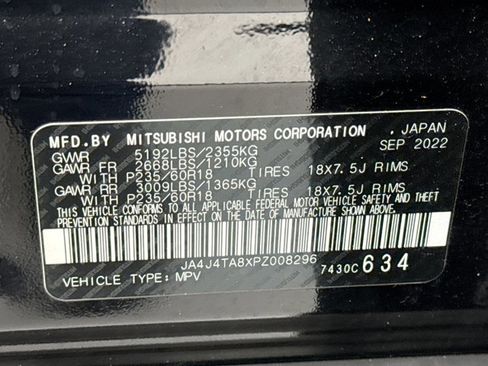 MFD.BY MITSUBISHI MOTORS CORPORATION . JAPAN
GVWR 5192LBS/2355KG SEP 2022
GAWR FR 2668LBS/1210KG
WITH P235/60R18 TIRES 18X7.5J RIMS
GAWR RR 3009LBS/1365KG
WITH P235/60R18 TIRES 18X7.5J RIMS
THIS VEHICLE CONFORMS TO ALL APPLICABLE FEDERAL MOTOR VEHICLE SAFETY AND THEFT
PREVENTION STANDARDS IN EFFECT ON THE DATE OF MANUFACTURE SHOWN ABOVE.
JA4J4TA8XPZ008296
7430C 634
VEHICLE TYPE: MPV